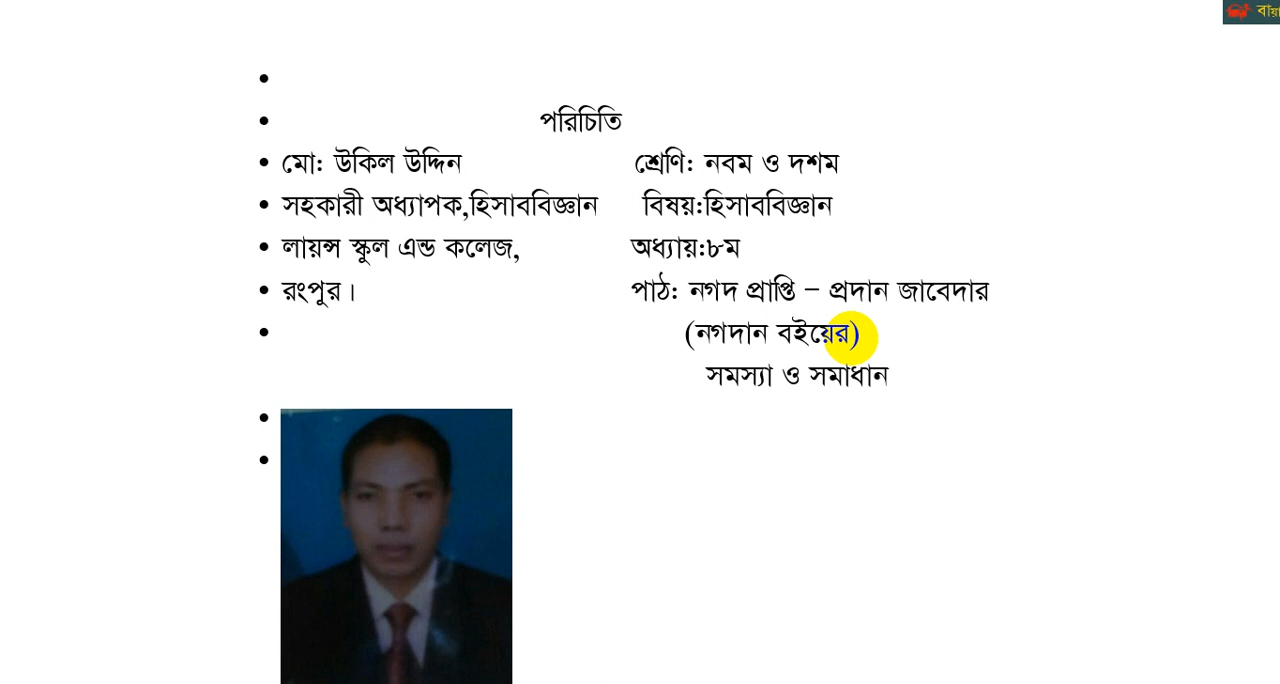 পরিচিতি
মো: উকিল উদ্দিন শ্রেণি: নবম ও দশম
সহকারী অধ্যাপক,হিসাববিজ্ঞান বিষয়:হিসাববিজ্ঞান
লায়ন্স স্কুল এন্ড কলেজ, অধ্যায়:৮ম
রংপুর। পাঠ: নগদ প্রাপ্তি – প্রদান জাবেদার
(নগদান বইয়ের)
সমস্যা ও সমাধান